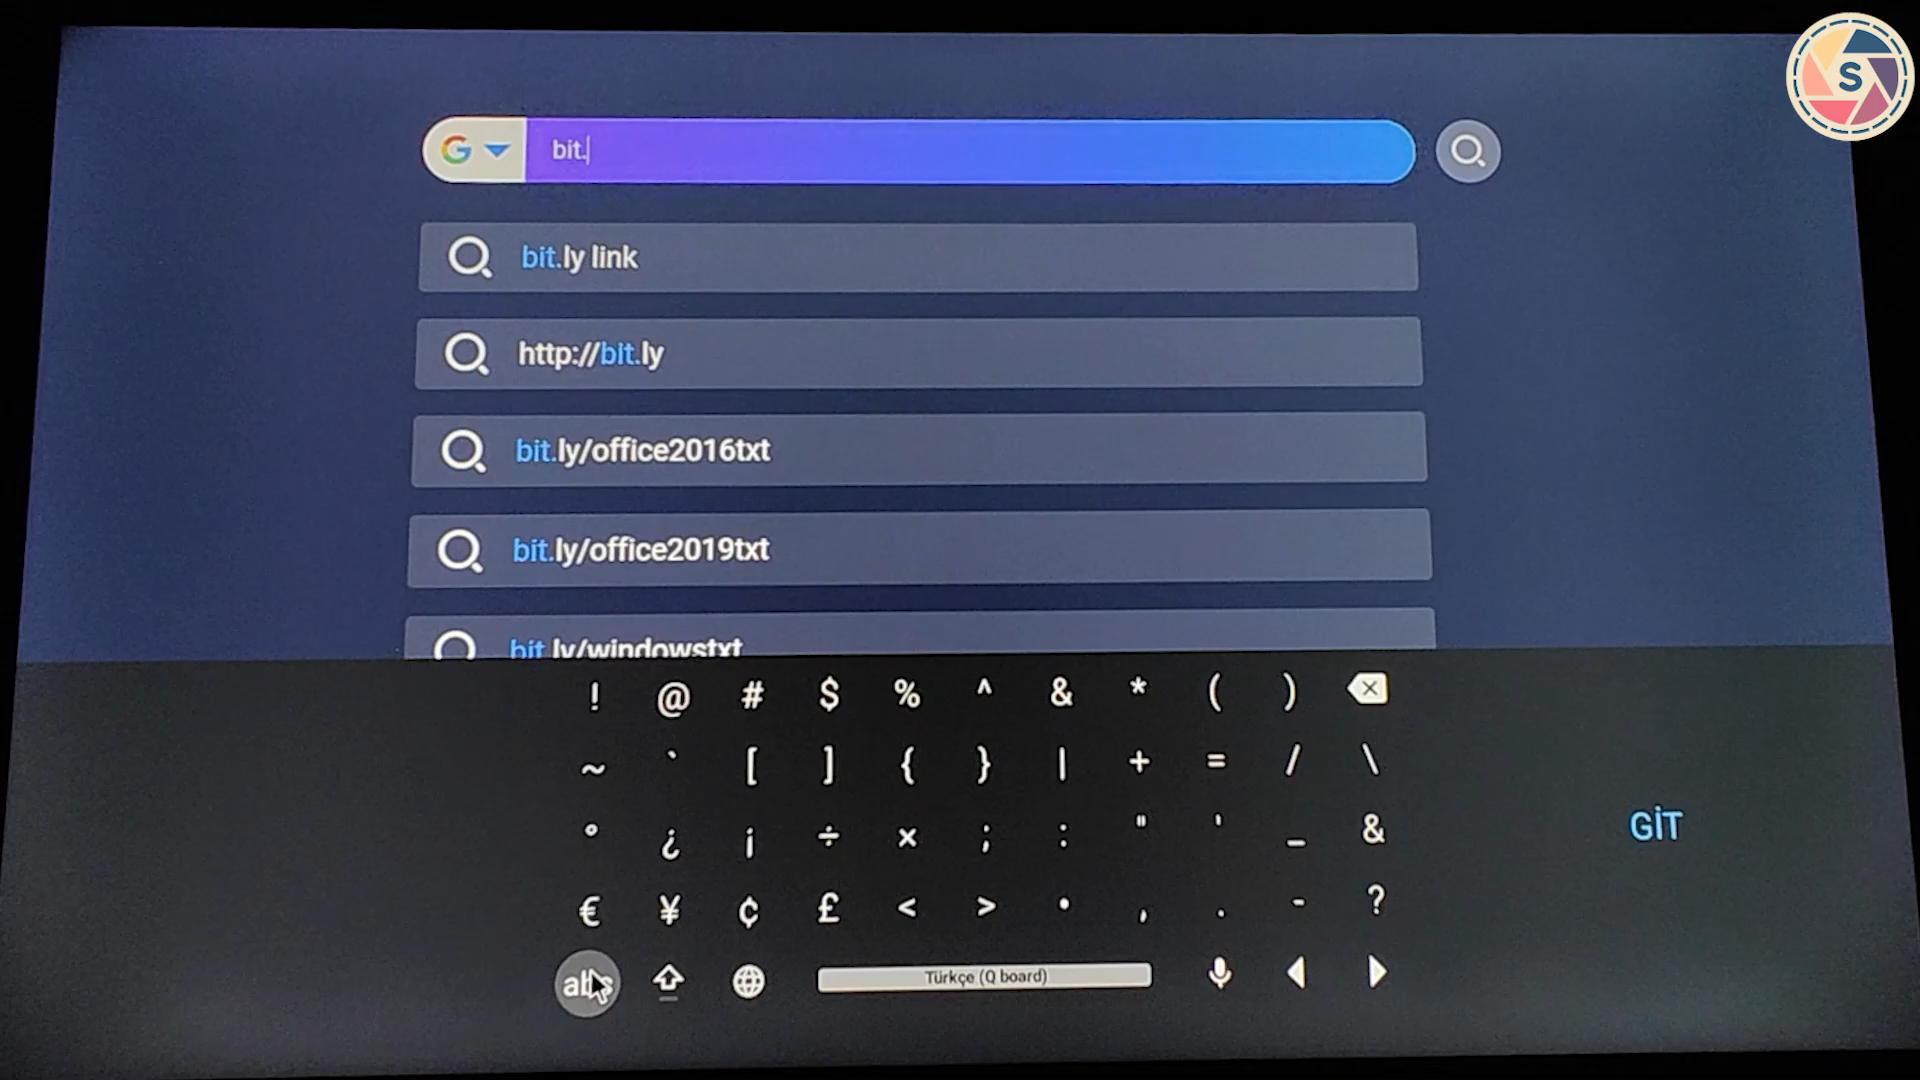 S
G bit.
bit.ly link
http://bit.ly
bit.ly/office2016txt
bit.ly/office2019txt
bit.ly/windowstxt
! @ # $ % ^ & * ( )
~ ` [ ] { } | + = / \
° ¿ ¡ ÷ × ; : " ' _ &
GİT
€ ¥ ¢ £ < > • , . - ?
Türkçe (Q board)